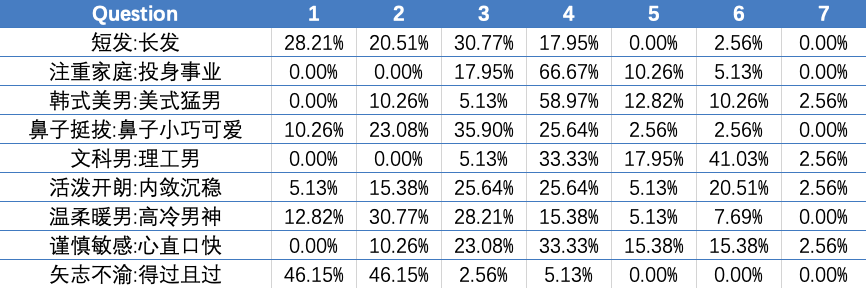 Question 1 2 3 4 5 6 7
短发:长发 28.21% 20.51% 30.77% 17.95% 0.00% 2.56% 0.00%
注重家庭:投身事业 0.00% 0.00% 17.95% 66.67% 10.26% 5.13% 0.00%
韩式美男:美式猛男 0.00% 10.26% 5.13% 58.97% 12.82% 10.26% 2.56%
鼻子挺拔:鼻子小巧可爱 10.26% 23.08% 35.90% 25.64% 2.56% 2.56% 0.00%
文科男:理工男 0.00% 0.00% 5.13% 33.33% 17.95% 41.03% 2.56%
活泼开朗:内敛沉稳 5.13% 15.38% 25.64% 25.64% 5.13% 20.51% 2.56%
温柔暖男:高冷男神 12.82% 30.77% 28.21% 15.38% 5.13% 7.69% 0.00%
谨慎敏感:心直口快 0.00% 10.26% 23.08% 33.33% 15.38% 15.38% 2.56%
矢志不渝:得过且过 46.15% 46.15% 2.56% 5.13% 0.00% 0.00% 0.00%